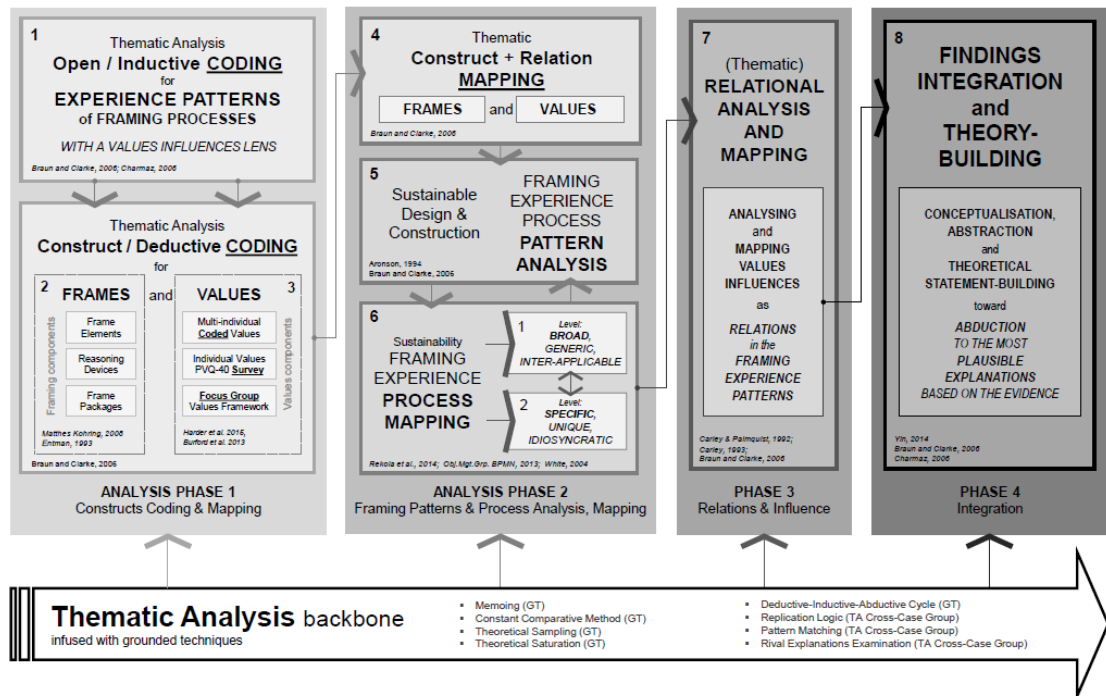 1
Thematic Analysis
Open / Inductive CODING
for
EXPERIENCE PATTERNS
of FRAMING PROCESSES
WITH A VALUES INFLUENCES LENS
Braun and Clarke, 2006; Charmaz, 2006
Thematic Analysis
Construct / Deductive CODING
for
2
FRAMES
and
VALUES
3
Framing components
Frame
Elements
Reasoning
Devices
Frame
Packages
Multi-individual
Coded Values
Individual Values
PVQ-40 Survey
Focus Group
Values Framework
Values components
Matthes Kohring, 2008
Entman, 1993
Harder et al. 2015,
Burford et al. 2013
Braun and Clarke, 2006
ANALYSIS PHASE 1
Constructs Coding & Mapping
4
Thematic
Construct + Relation
MAPPING
FRAMES and VALUES
Braun and Clarke, 2006
5
Sustainable
Design &
Construction
Aronson, 1994
Braun and Clarke, 2006
FRAMING
EXPERIENCE
PROCESS
PATTERN
ANALYSIS
6
Sustainability
FRAMING
EXPERIENCE
PROCESS
MAPPING
1
Level:
BROAD,
GENERIC,
INTER-APPLICABLE
2
Level:
SPECIFIC,
UNIQUE,
IDIOSYNCRATIC
Rekola et al., 2014; Obj.Mgt.Grp. BPMN, 2013; White, 2004
ANALYSIS PHASE 2
Framing Patterns & Process Analysis, Mapping
7
(Thematic)
RELATIONAL
ANALYSIS
AND
MAPPING
ANALYSING
and
MAPPING
VALUES
INFLUENCES
as
RELATIONS
in the
FRAMING
EXPERIENCE
PATTERNS
Carley & Palmquist, 1992;
Carley, 1993;
Braun and Clarke, 2006
PHASE 3
Relations & Influence
8
FINDINGS
INTEGRATION
and
THEORY-
BUILDING
CONCEPTUALISATION,
ABSTRACTION
and
THEORETICAL
STATEMENT-BUILDING
toward
ABDUCTION
TO THE MOST
PLAUSIBLE
EXPLANATIONS
BASED ON THE EVIDENCE
Yin, 2014
Braun and Clarke, 2006
Charmaz, 2006
PHASE 4
Integration
Thematic Analysis backbone
infused with grounded techniques
▪ Memoing (GT)
▪ Constant Comparative Method (GT)
▪ Theoretical Sampling (GT)
▪ Theoretical Saturation (GT)
▪ Deductive-Inductive-Abductive Cycle (GT)
▪ Replication Logic (TA Cross-Case Group)
▪ Pattern Matching (TA Cross-Case Group)
▪ Rival Explanations Examination (TA Cross-Case Group)